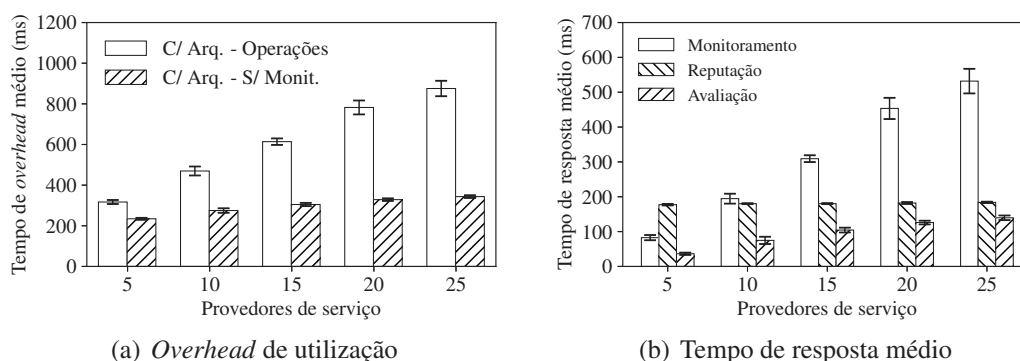 Tempo de overhead médio (ms)
1200
1000
800
600
400
200
0
C/ Arq. - Operações
C/ Arq. - S/ Monit.
5 10 15 20 25
Provedores de serviço
(a) Overhead de utilização
Tempo de resposta médio (ms)
700
600
500
400
300
200
100
0
Monitoramento
Reputação
Avaliação
5 10 15 20 25
Provedores de serviço
(b) Tempo de resposta médio